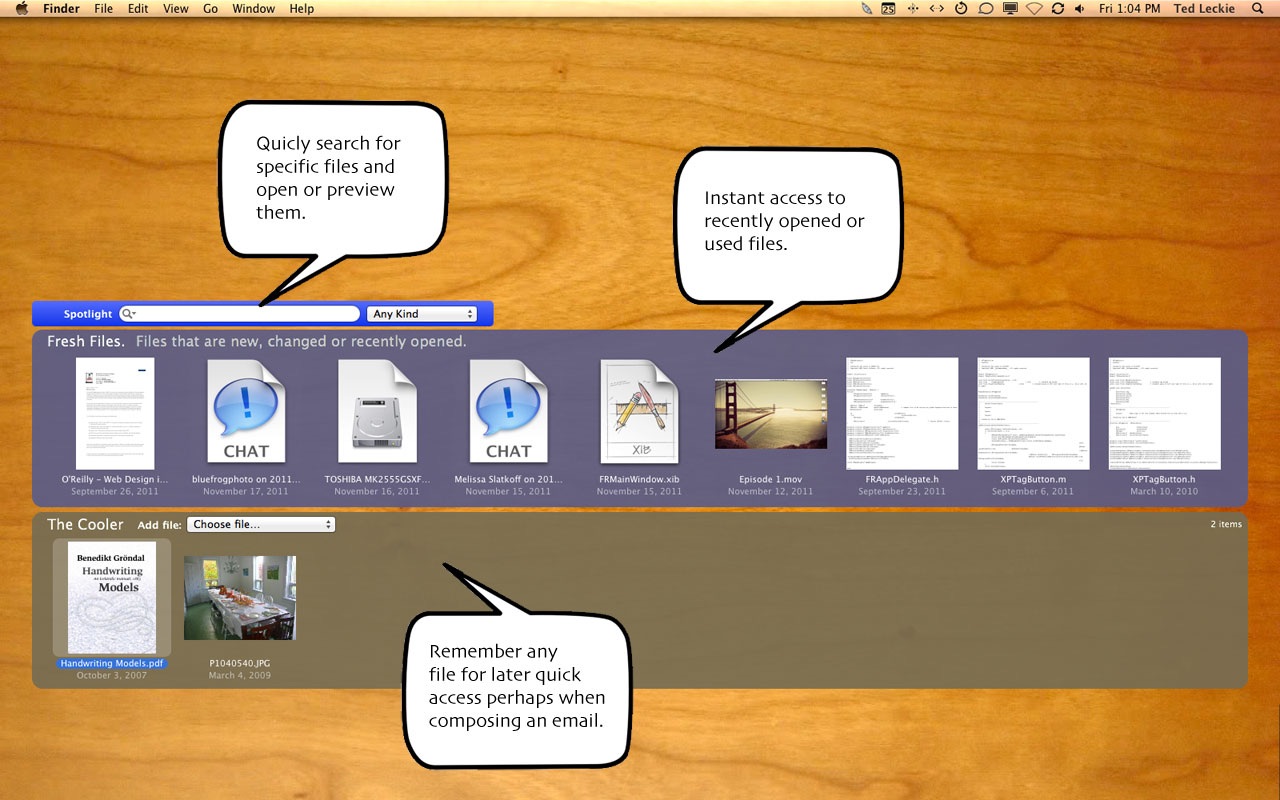 Finder File Edit View Go Window Help 25 Fri 1:04 PM Ted Leckie
Quicly search for
specific files and
open or preview
them.
Instant access to
recently opened or
used files.
Spotlight Any Kind
Fresh Files. Files that are new, changed or recently opened.
CHAT CHAT Xib
O'Reilly – Web Design i... bluefrogphoto on 2011... TOSHIBA MK2555GSXF... Melissa Slatkoff on 201... FRMainWindow.xib Episode 1.mov FRAppDelegate.h XPTagButton.m XPTagButton.h
September 26, 2011 November 17, 2011 November 16, 2011 November 15, 2011 November 15, 2011 November 12, 2011 September 23, 2011 September 6, 2011 March 10, 2010
The Cooler Add file: Choose file... 2 items
Benedikt Gröndal
Handwriting
Models
Handwriting Models.pdf P1040540.JPG
October 3, 2007 March 4, 2009
Remember any
file for later quick
access perhaps when
composing an email.